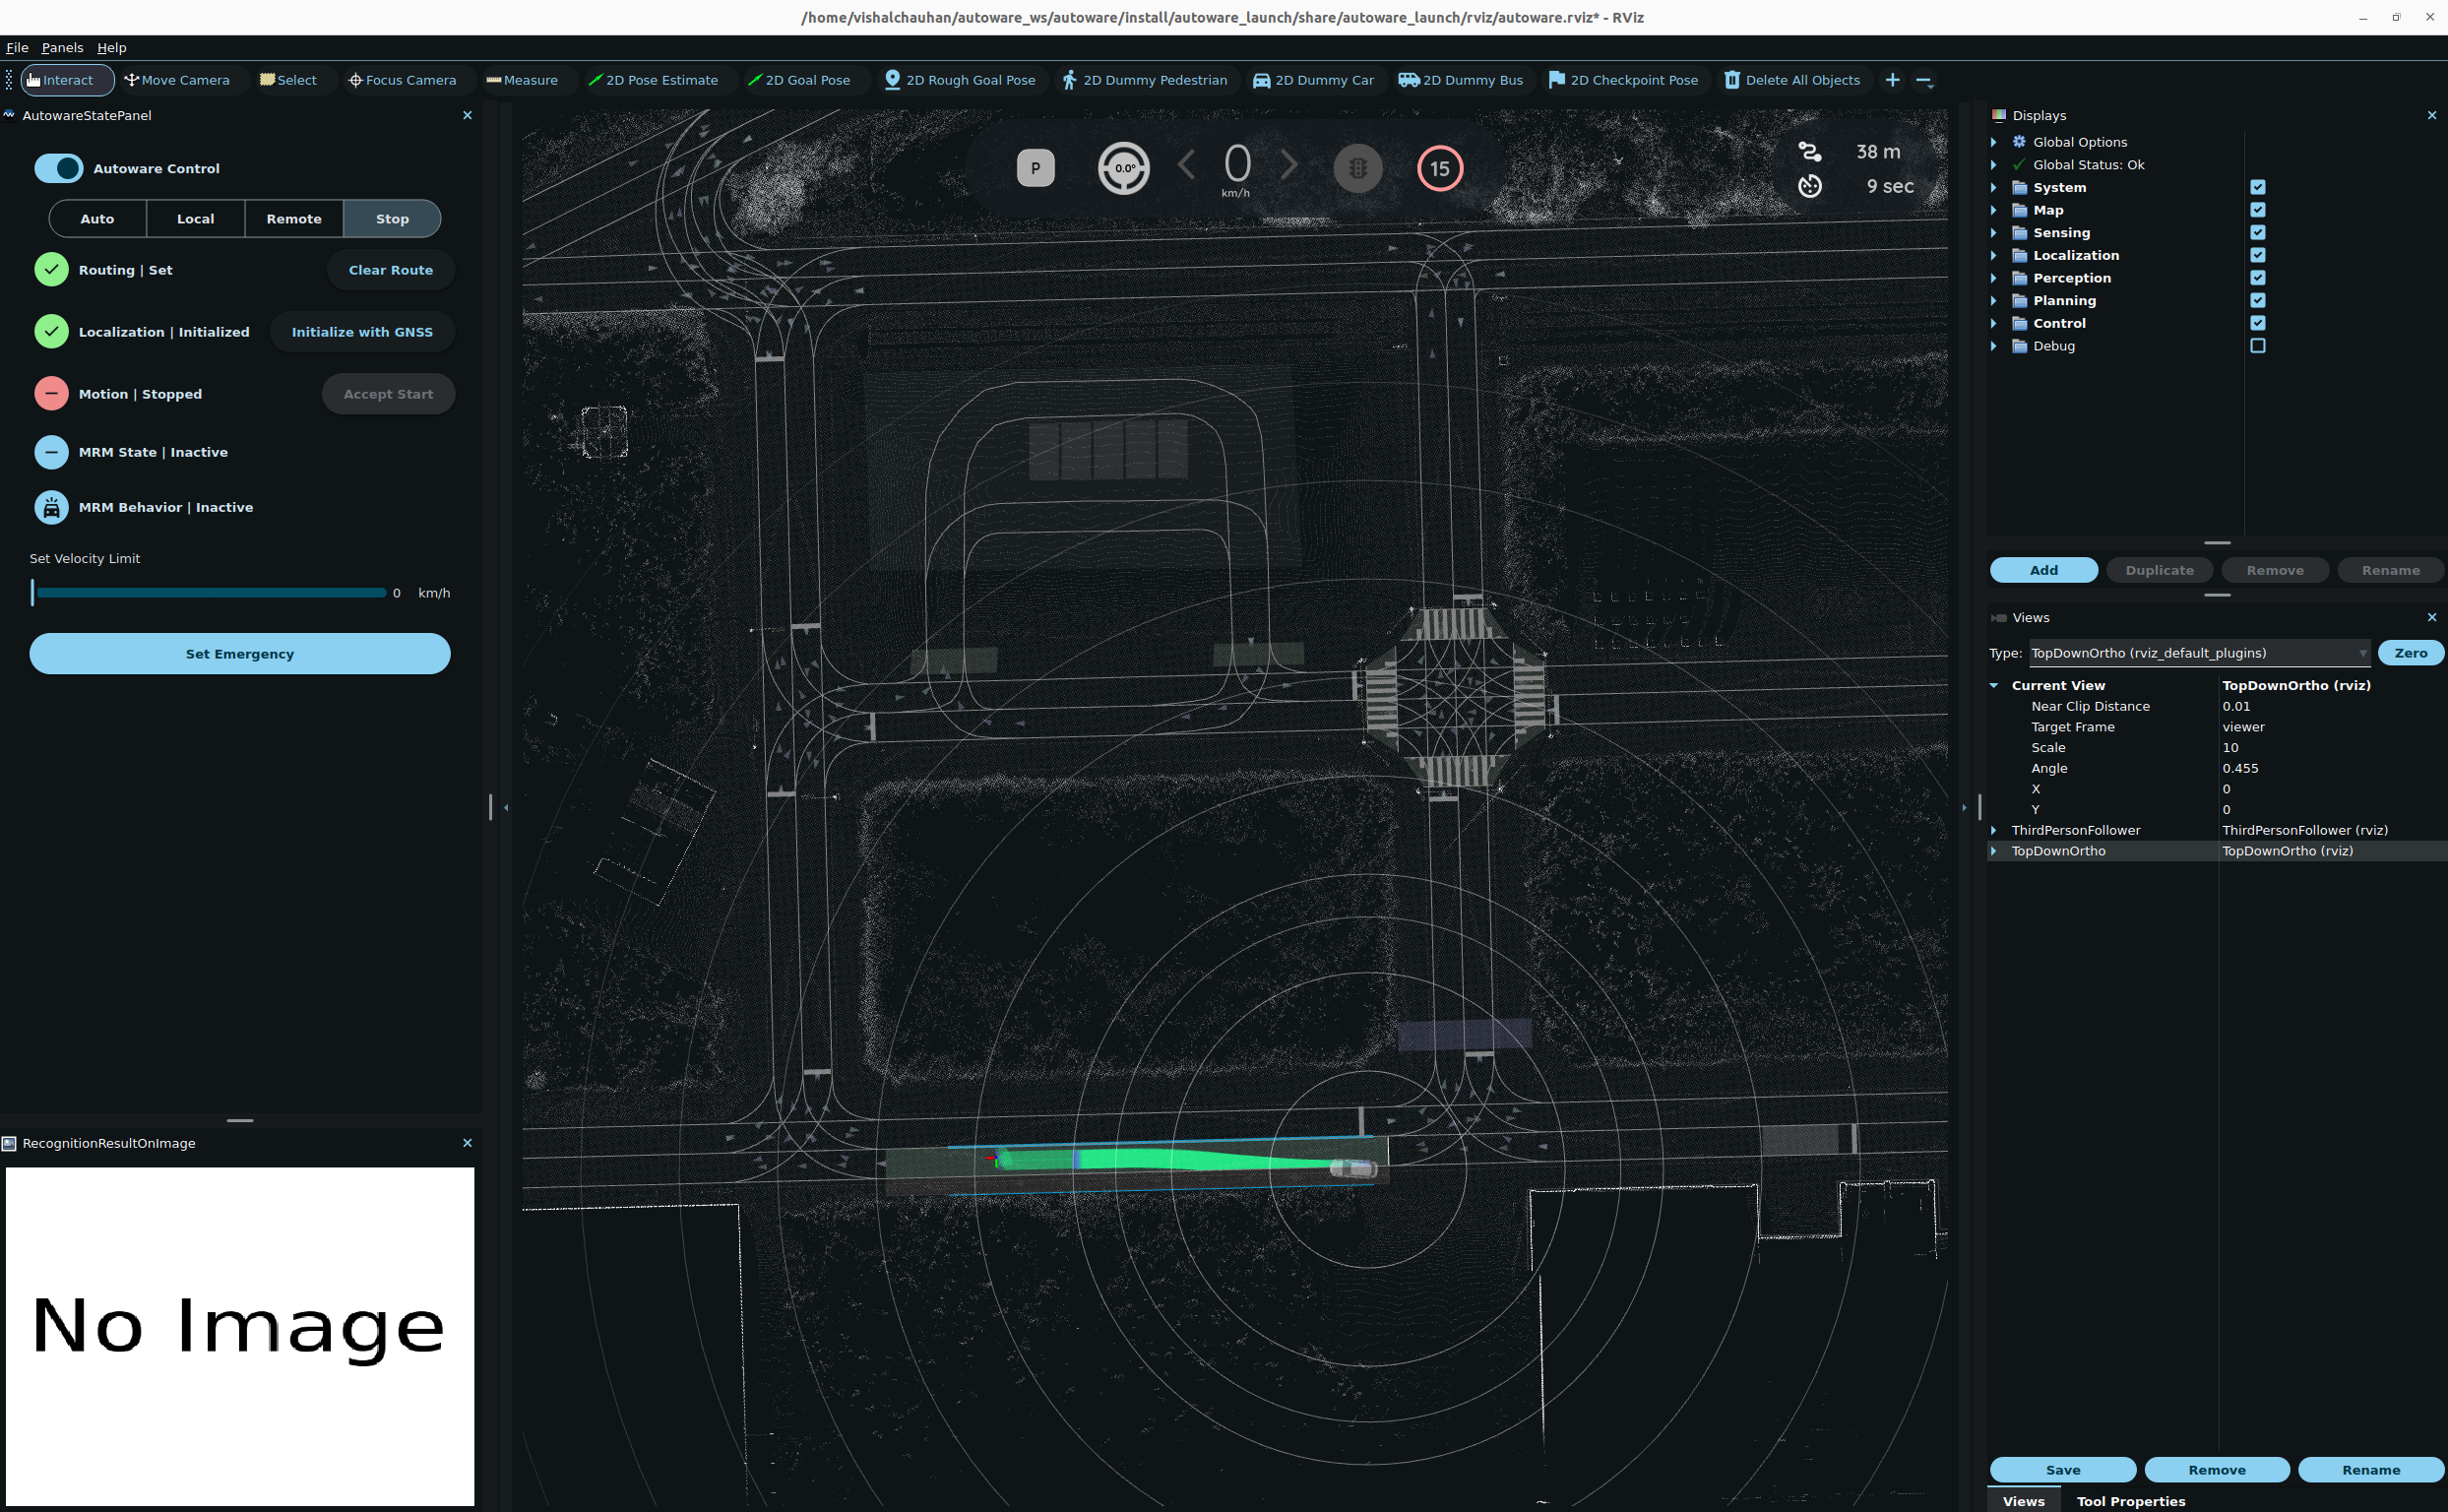 /home/vishalchauhan/autoware_ws/autoware/install/autoware_launch/share/autoware_launch/rviz/autoware.rviz* - RViz
File Panels Help
Interact Move Camera Select Focus Camera Measure 2D Pose Estimate 2D Goal Pose 2D Rough Goal Pose 2D Dummy Pedestrian 2D Dummy Car 2D Dummy Bus 2D Checkpoint Pose Delete All Objects
AutowareStatePanel
Autoware Control
Auto Local Remote Stop
Routing | Set Clear Route
Localization | Initialized Initialize with GNSS
Motion | Stopped Accept Start
MRM State | Inactive
MRM Behavior | Inactive
Set Velocity Limit
0 km/h
Set Emergency
RecognitionResultOnImage
No Image
P 0.0° 0 15
km/h
38 m
9 sec
Displays
Global Options
Global Status: Ok
System
Map
Sensing
Localization
Perception
Planning
Control
Debug
Add Duplicate Remove Rename
Views
Type: TopDownOrtho (rviz_default_plugins) Zero
Current View TopDownOrtho (rviz)
Near Clip Distance 0.01
Target Frame viewer
Scale 10
Angle 0.455
X 0
Y 0
ThirdPersonFollower ThirdPersonFollower (rviz)
TopDownOrtho TopDownOrtho (rviz)
Save Remove Rename
Views Tool Properties